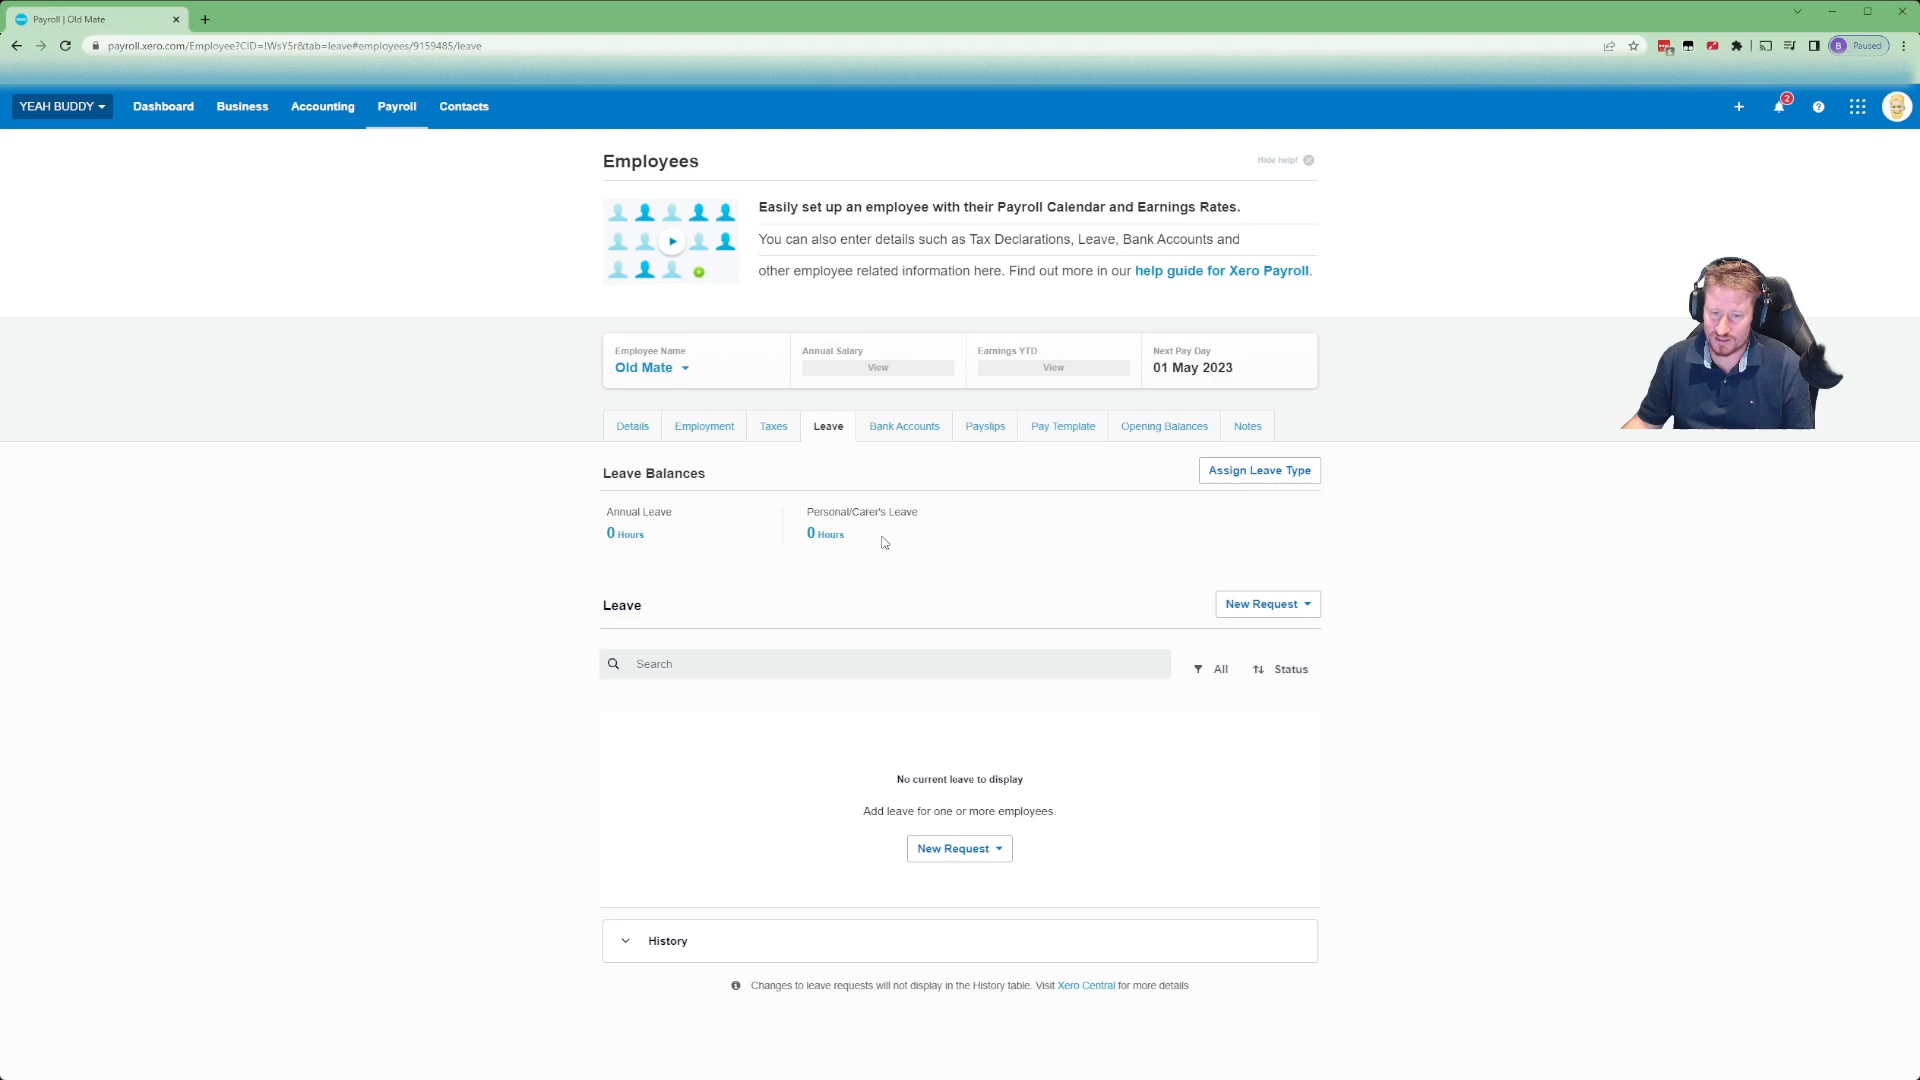 Payroll | Old Mate
payroll.xero.com/Employee?CID=!WsY5r&tab=leave#employees/9159485/leave
B Paused
YEAH BUDDY Dashboard Business Accounting Payroll Contacts
2
Employees
Hide help!
Easily set up an employee with their Payroll Calendar and Earnings Rates.
You can also enter details such as Tax Declarations, Leave, Bank Accounts and
other employee related information here. Find out more in our help guide for Xero Payroll.
Employee Name Annual Salary Earnings YTD Next Pay Day
Old Mate View View 01 May 2023
Details Employment Taxes Leave Bank Accounts Payslips Pay Template Opening Balances Notes
Leave Balances Assign Leave Type
Annual Leave Personal/Carer's Leave
0 Hours 0 Hours
Leave New Request
Search All Status
No current leave to display
Add leave for one or more employees.
New Request
History
Changes to leave requests will not display in the History table. Visit Xero Central for more details